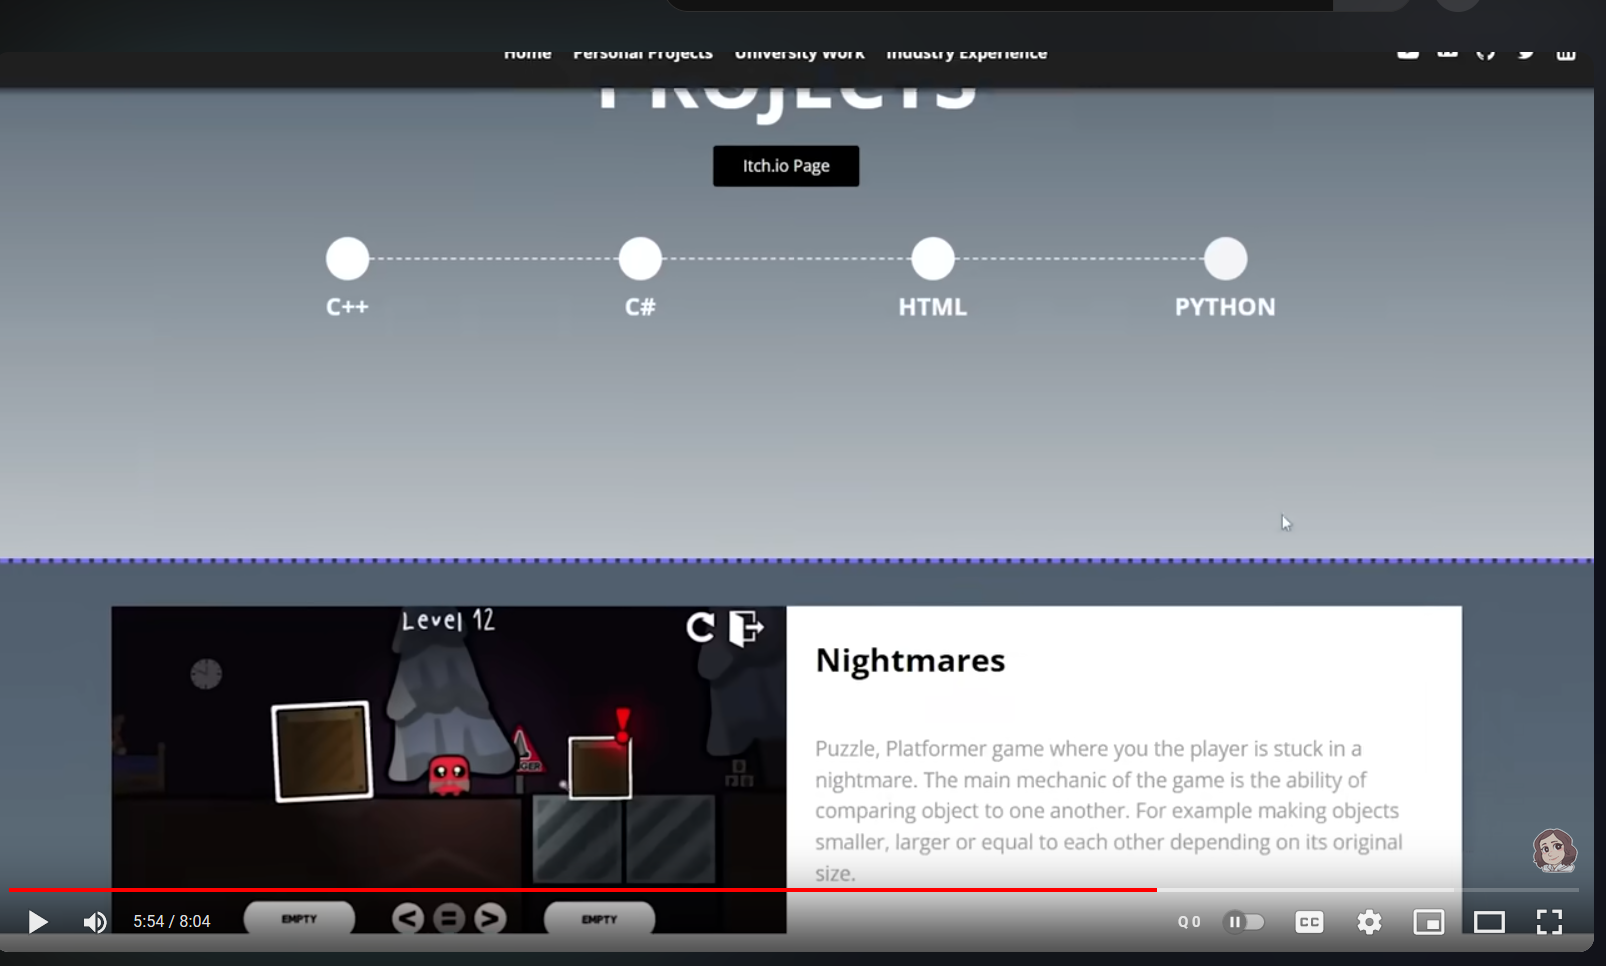 Home Personal Projects University Work Industry Experience
PROJECTS
Itch.io Page
C++ C# HTML PYTHON
Level 12
Nightmares
Puzzle, Platformer game where you the player is stuck in a
nightmare. The main mechanic of the game is the ability of
comparing object to one another. For example making objects
smaller, larger or equal to each other depending on its original
size.
EMPTY < = > EMPTY
5:54 / 8:04
Q 0
CC